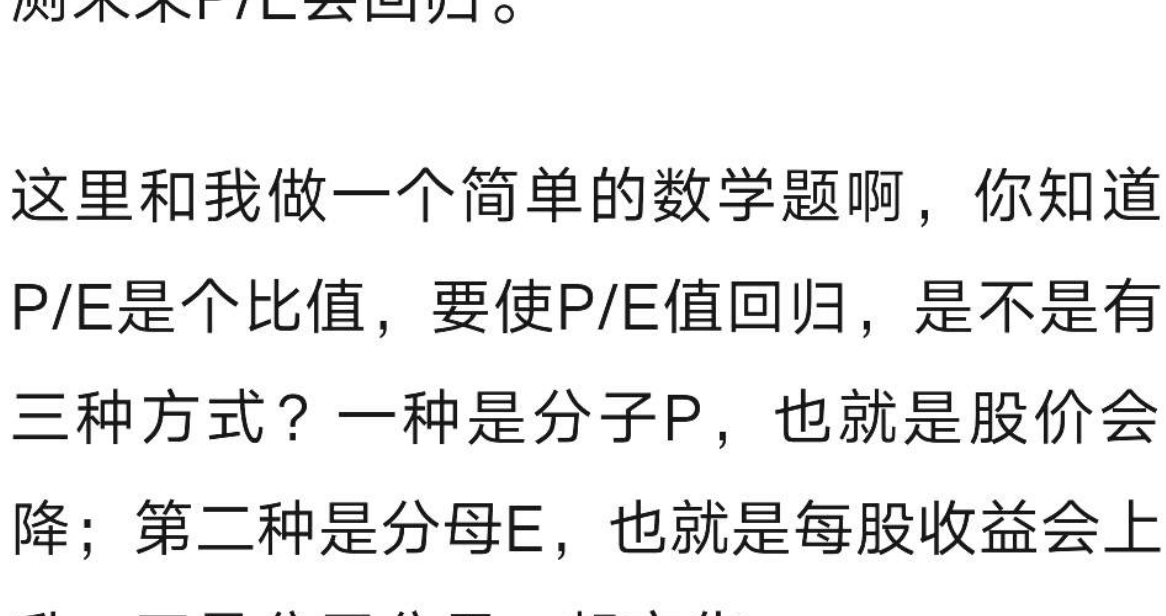 测未来P/E会回归。
这里和我做一个简单的数学题啊，你知道
P/E是个比值，要使P/E值回归，是不是有
三种方式？一种是分子P，也就是股价会
降；第二种是分母E，也就是每股收益会上